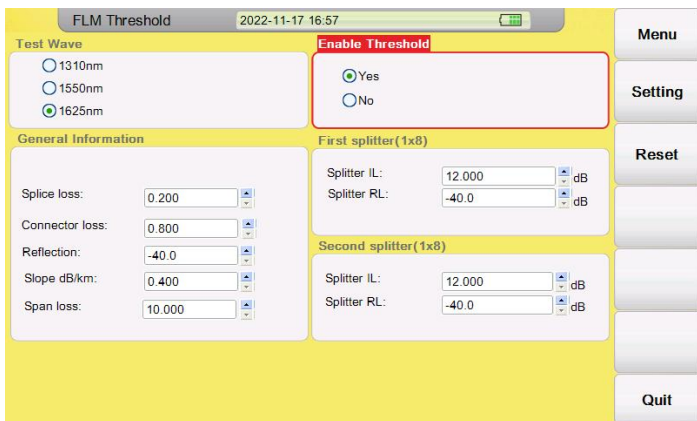 FLM Threshold 2022-11-17 16:57
Test Wave
1310nm
1550nm
1625nm
Enable Threshold
Yes
No
General Information
Splice loss: 0.200
Connector loss: 0.800
Reflection: -40.0
Slope dB/km: 0.400
Span loss: 10.000
First splitter(1x8)
Splitter IL: 12.000 dB
Splitter RL: -40.0 dB
Second splitter(1x8)
Splitter IL: 12.000 dB
Splitter RL: -40.0 dB
Menu
Setting
Reset
Quit